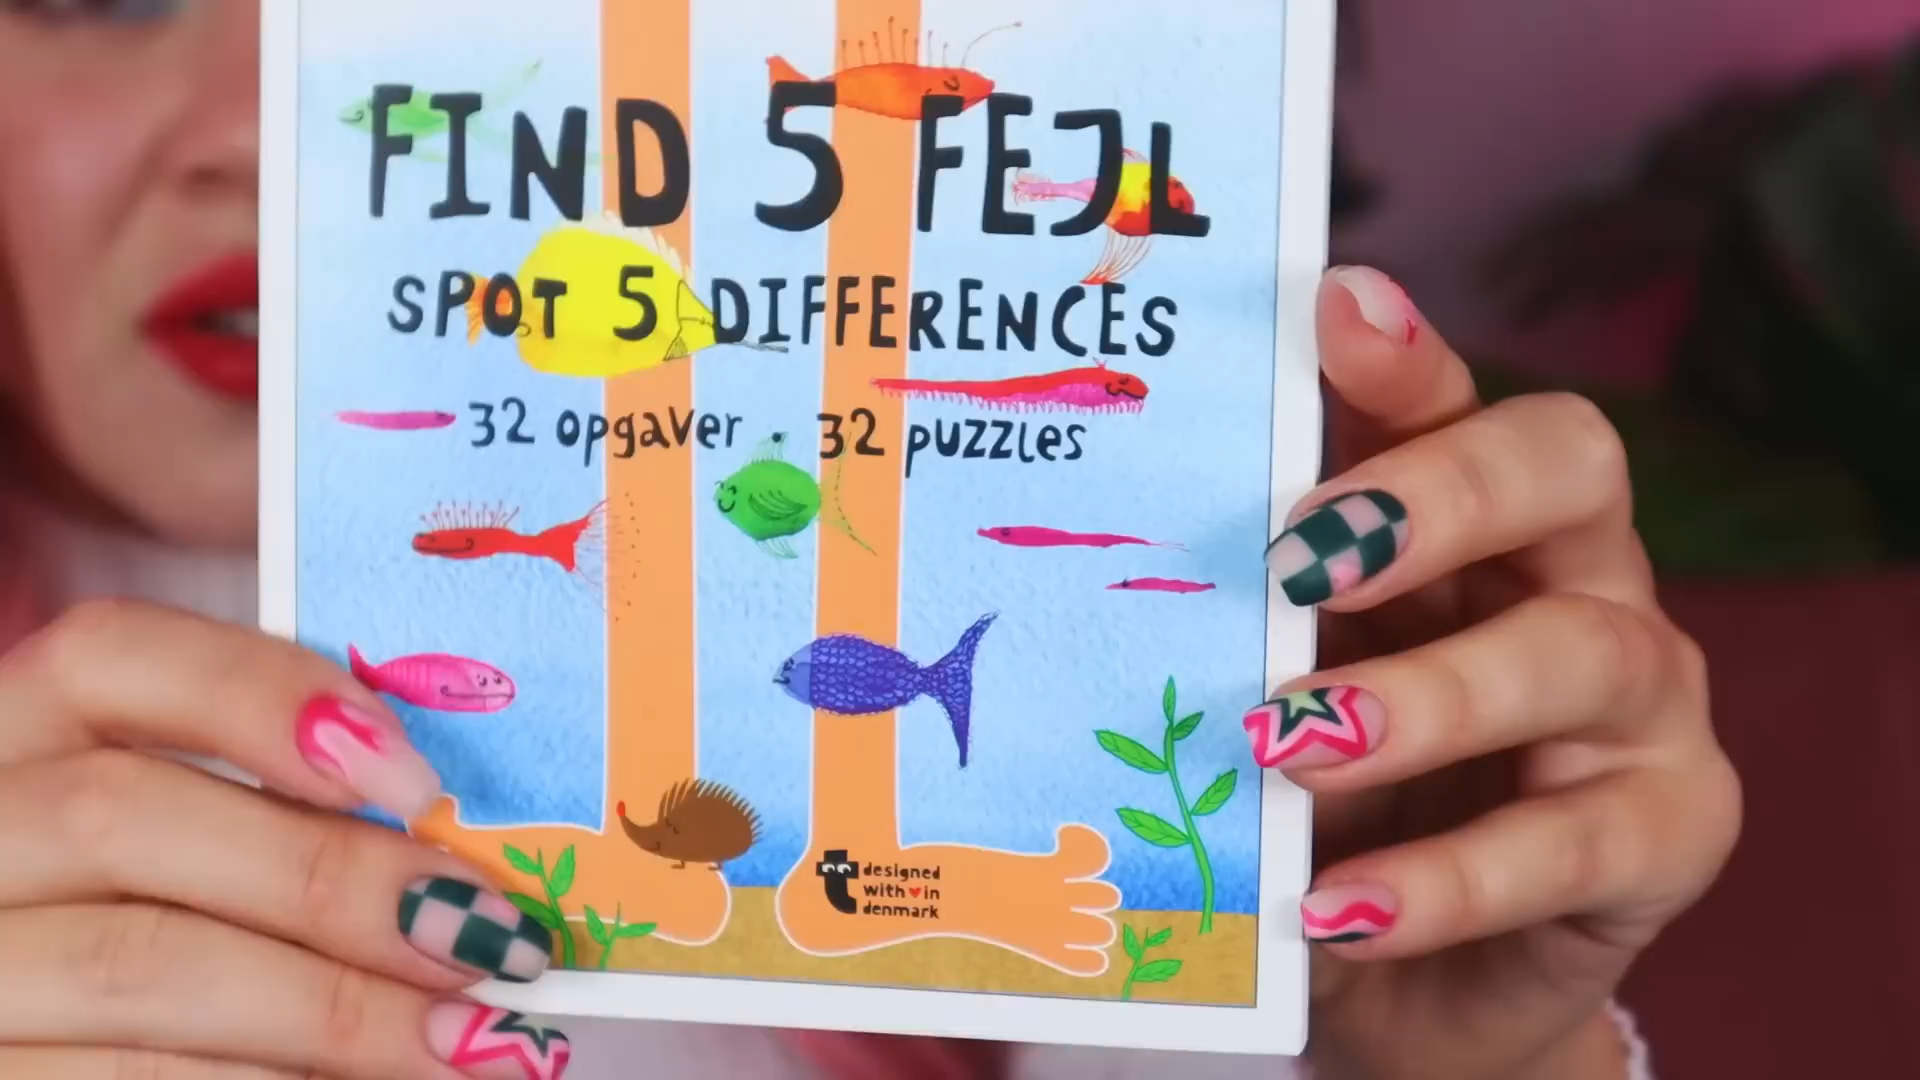 FIND 5 FEJL
SPOT 5 DIFFERENCES
32 opgaver · 32 puzzles
designed
with♥in
denmark